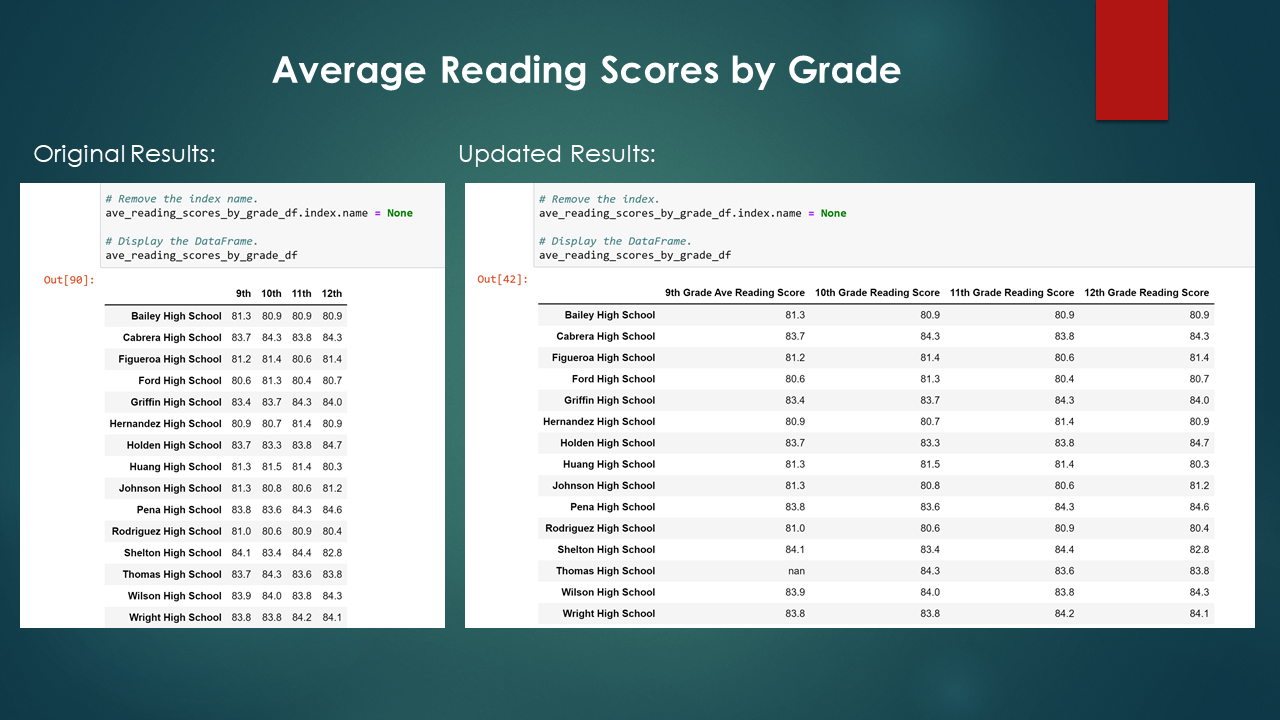 Average Reading Scores by Grade
Original Results:
# Remove the index name.
ave_reading_scores_by_grade_df.index.name = None
# Display the DataFrame.
ave_reading_scores_by_grade_df
Out[90]:
9th 10th 11th 12th
Bailey High School 81.3 80.9 80.9 80.9
Cabrera High School 83.7 84.3 83.8 84.3
Figueroa High School 81.2 81.4 80.6 81.4
Ford High School 80.6 81.3 80.4 80.7
Griffin High School 83.4 83.7 84.3 84.0
Hernandez High School 80.9 80.7 81.4 80.9
Holden High School 83.7 83.3 83.8 84.7
Huang High School 81.3 81.5 81.4 80.3
Johnson High School 81.3 80.8 80.6 81.2
Pena High School 83.8 83.6 84.3 84.6
Rodriguez High School 81.0 80.6 80.9 80.4
Shelton High School 84.1 83.4 84.4 82.8
Thomas High School 83.7 84.3 83.6 83.8
Wilson High School 83.9 84.0 83.8 84.3
Wright High School 83.8 83.8 84.2 84.1
Updated Results:
# Remove the index.
ave_reading_scores_by_grade_df.index.name = None
# Display the DataFrame.
ave_reading_scores_by_grade_df
Out[42]:
9th Grade Ave Reading Score 10th Grade Reading Score 11th Grade Reading Score 12th Grade Reading Score
Bailey High School 81.3 80.9 80.9 80.9
Cabrera High School 83.7 84.3 83.8 84.3
Figueroa High School 81.2 81.4 80.6 81.4
Ford High School 80.6 81.3 80.4 80.7
Griffin High School 83.4 83.7 84.3 84.0
Hernandez High School 80.9 80.7 81.4 80.9
Holden High School 83.7 83.3 83.8 84.7
Huang High School 81.3 81.5 81.4 80.3
Johnson High School 81.3 80.8 80.6 81.2
Pena High School 83.8 83.6 84.3 84.6
Rodriguez High School 81.0 80.6 80.9 80.4
Shelton High School 84.1 83.4 84.4 82.8
Thomas High School nan 84.3 83.6 83.8
Wilson High School 83.9 84.0 83.8 84.3
Wright High School 83.8 83.8 84.2 84.1